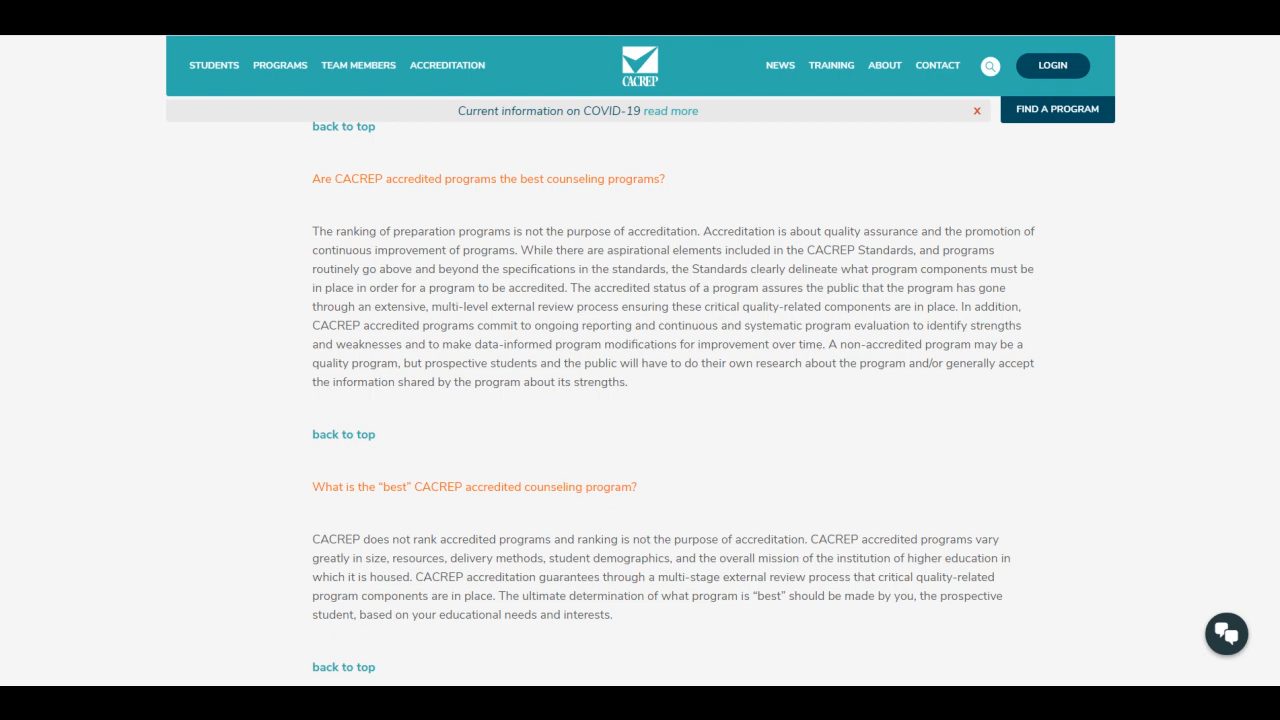 STUDENTS PROGRAMS TEAM MEMBERS ACCREDITATION CACREP NEWS TRAINING ABOUT CONTACT LOGIN
Current information on COVID-19 read more x FIND A PROGRAM
back to top
Are CACREP accredited programs the best counseling programs?
The ranking of preparation programs is not the purpose of accreditation. Accreditation is about quality assurance and the promotion of
continuous improvement of programs. While there are aspirational elements included in the CACREP Standards, and programs
routinely go above and beyond the specifications in the standards, the Standards clearly delineate what program components must be
in place in order for a program to be accredited. The accredited status of a program assures the public that the program has gone
through an extensive, multi-level external review process ensuring these critical quality-related components are in place. In addition,
CACREP accredited programs commit to ongoing reporting and continuous and systematic program evaluation to identify strengths
and weaknesses and to make data-informed program modifications for improvement over time. A non-accredited program may be a
quality program, but prospective students and the public will have to do their own research about the program and/or generally accept
the information shared by the program about its strengths.
back to top
What is the “best” CACREP accredited counseling program?
CACREP does not rank accredited programs and ranking is not the purpose of accreditation. CACREP accredited programs vary
greatly in size, resources, delivery methods, student demographics, and the overall mission of the institution of higher education in
which it is housed. CACREP accreditation guarantees through a multi-stage external review process that critical quality-related
program components are in place. The ultimate determination of what program is “best” should be made by you, the prospective
student, based on your educational needs and interests.
back to top